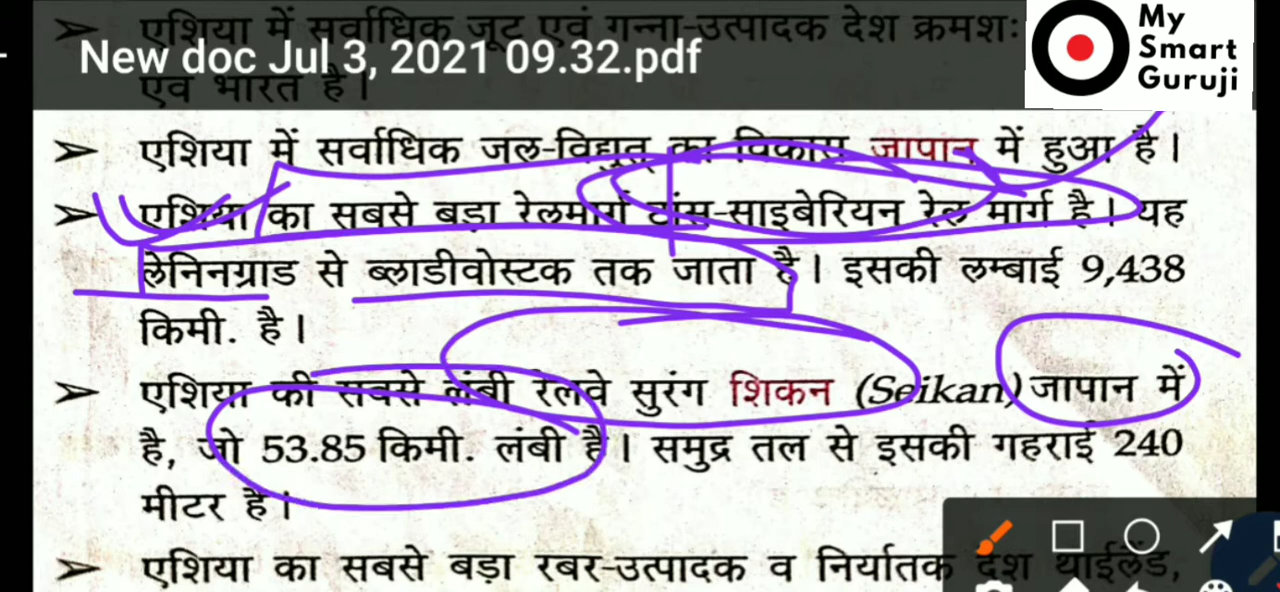 ➤ एशिया में सर्वाधिक जूट एवं गन्ना-उत्पादक देश क्रमशः
New doc Jul 3, 2021 09.32.pdf
My
Smart
Guruji
एवं भारत है।
➤ एशिया में सर्वाधिक जल-विद्युत् का विकास जापान में हुआ है।
➤ एशिया का सबसे बड़ा रेलमार्ग ट्रांस-साइबेरियन रेल मार्ग है। यह
लेनिनग्राड से ब्लाडीवोस्टक तक जाता है। इसकी लम्बाई 9,438
किमी. है।
➤ एशिया की सबसे लंबी रेलवे सुरंग शिकन (Seikan) जापान में
है, जो 53.85 किमी. लंबी है। समुद्र तल से इसकी गहराई 240
मीटर है।
➤ एशिया का सबसे बड़ा रबर-उत्पादक व निर्यातक देश थाईलैंड,